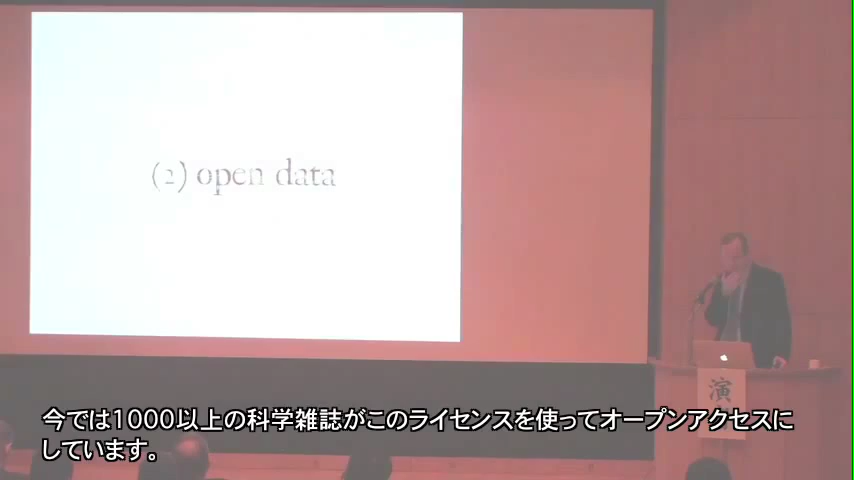 (2) open data
演
今では1000以上の科学雑誌がこのライセンスを使ってオープンアクセスに
しています。